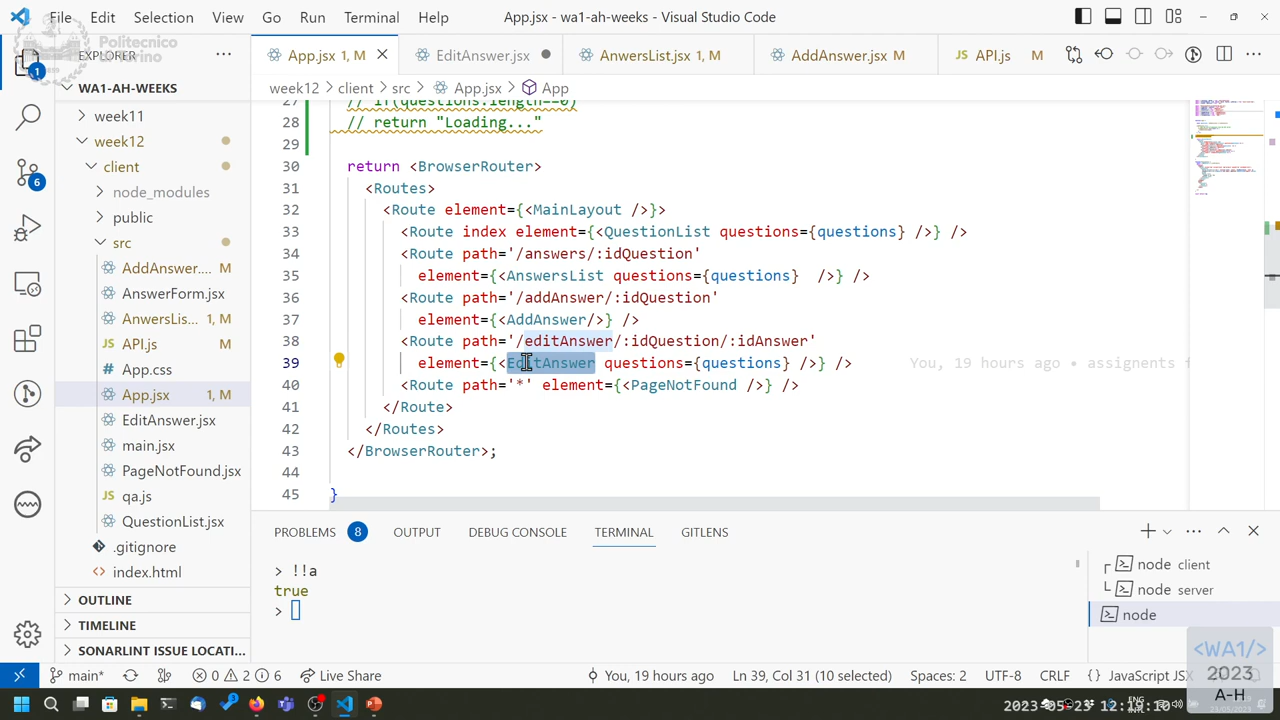 File Edit Selection View Go Run Terminal Help
App.jsx - wa1-ah-weeks - Visual Studio Code
Politecnico
di Torino
EXPLORER
1
WA1-AH-WEEKS
week11
week12
client
node_modules
public
src
AddAnswer.... M
AnswerForm.jsx
AnwersLis... M
API.js M
App.css
App.jsx 1, M
EditAnswer.jsx
main.jsx
PageNotFound.jsx
qa.js
QuestionList.jsx
.gitignore
index.html
OUTLINE
TIMELINE
SONARLINT ISSUE LOCATI...
6
App.jsx 1, M
EditAnswer.jsx
AnwersList.jsx 1, M
AddAnswer.jsx M
API.js M
week12 > client > src > App.jsx > App
27 // if(questions.length==0)
28 // return "Loading..."
29
30 return <BrowserRouter>
31 <Routes>
32 <Route element={<MainLayout />}>
33 <Route index element={<QuestionList questions={questions} />} />
34 <Route path='/answers/:idQuestion'
35 element={<AnswersList questions={questions}  />} />
36 <Route path='/addAnswer/:idQuestion'
37 element={<AddAnswer/>} />
38 <Route path='/editAnswer/:idQuestion/:idAnswer'
39 element={<EditAnswer questions={questions} />} /> You, 19 hours ago • assignents f
40 <Route path='*' element={<PageNotFound />} />
41 </Route>
42 </Routes>
43 </BrowserRouter>;
44
45 }
PROBLEMS 8 OUTPUT DEBUG CONSOLE TERMINAL GITLENS
> !!a
true
>
node client
node server
node
<WA1/>
2023
A-H
main* 0 2 6 Live Share
You, 19 hours ago Ln 39, Col 31 (10 selected) Spaces: 2 UTF-8 CRLF { } JavaScript JSX